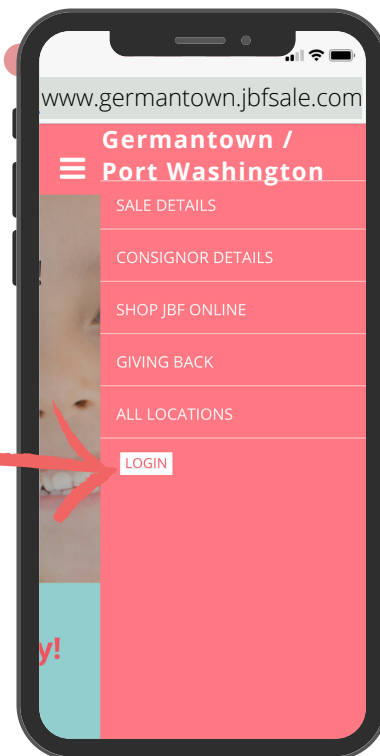 www.germantown.jbfsale.com
Germantown /
Port Washington
SALE DETAILS
CONSIGNOR DETAILS
SHOP JBF ONLINE
GIVING BACK
ALL LOCATIONS
LOGIN
y!